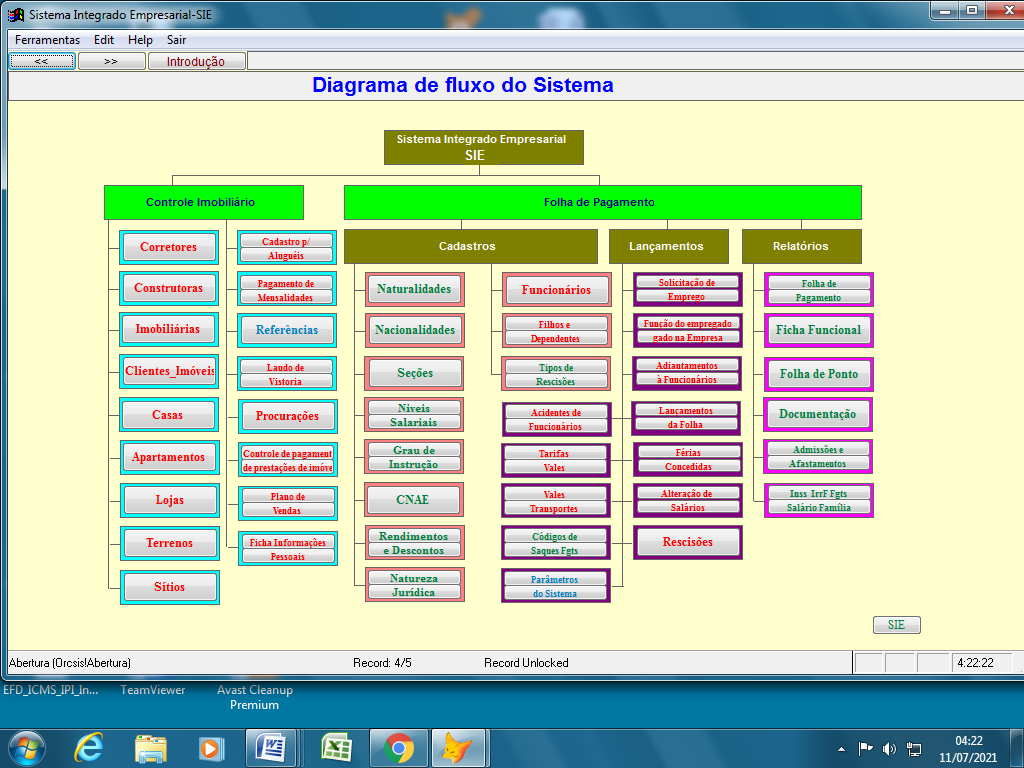 Sistema Integrado Empresarial-SIE
Ferramentas Edit Help Sair
<< >> Introdução
Diagrama de fluxo do Sistema
Sistema Integrado Empresarial
SIE
Controle Imobiliário
Folha de Pagamento
Corretores
Construtoras
Imobiliárias
Clientes_Imóveis
Casas
Apartamentos
Lojas
Terrenos
Sítios
Cadastro p/
Aluguéis
Pagamento de
Mensalidades
Referências
Laudo de
Vistoria
Procurações
Controle de pagament
de prestações de imóve
Plano de
Vendas
Ficha Informações
Pessoais
Cadastros
Naturalidades
Nacionalidades
Seções
Niveis
Salariais
Grau de
Instrução
CNAE
Rendimentos
e Descontos
Natureza
Jurídica
Funcionários
Filhos e
Dependentes
Tipos de
Rescisões
Acidentes de
Funcionários
Tarifas
Vales
Vales
Transportes
Códigos de
Saques Fgts
Parâmetros
do Sistema
Lançamentos
Solicitação de
Emprego
Função do empregado
gado na Empresa
Adiantamentos
à Funcionários
Lançamentos
da Folha
Férias
Concedidas
Alteração de
Salários
Rescisões
Relatórios
Folha de
Pagamento
Ficha Funcional
Folha de Ponto
Documentação
Admissões e
Afastamentos
Inss IrrF Fgts
Salário Família
SIE
Abertura (Orcsis!Abertura) Record: 4/5 Record Unlocked 4:22:22
EFD_ICMS_IPI_In... TeamViewer Avast Cleanup
Premium
04:22
11/07/2021